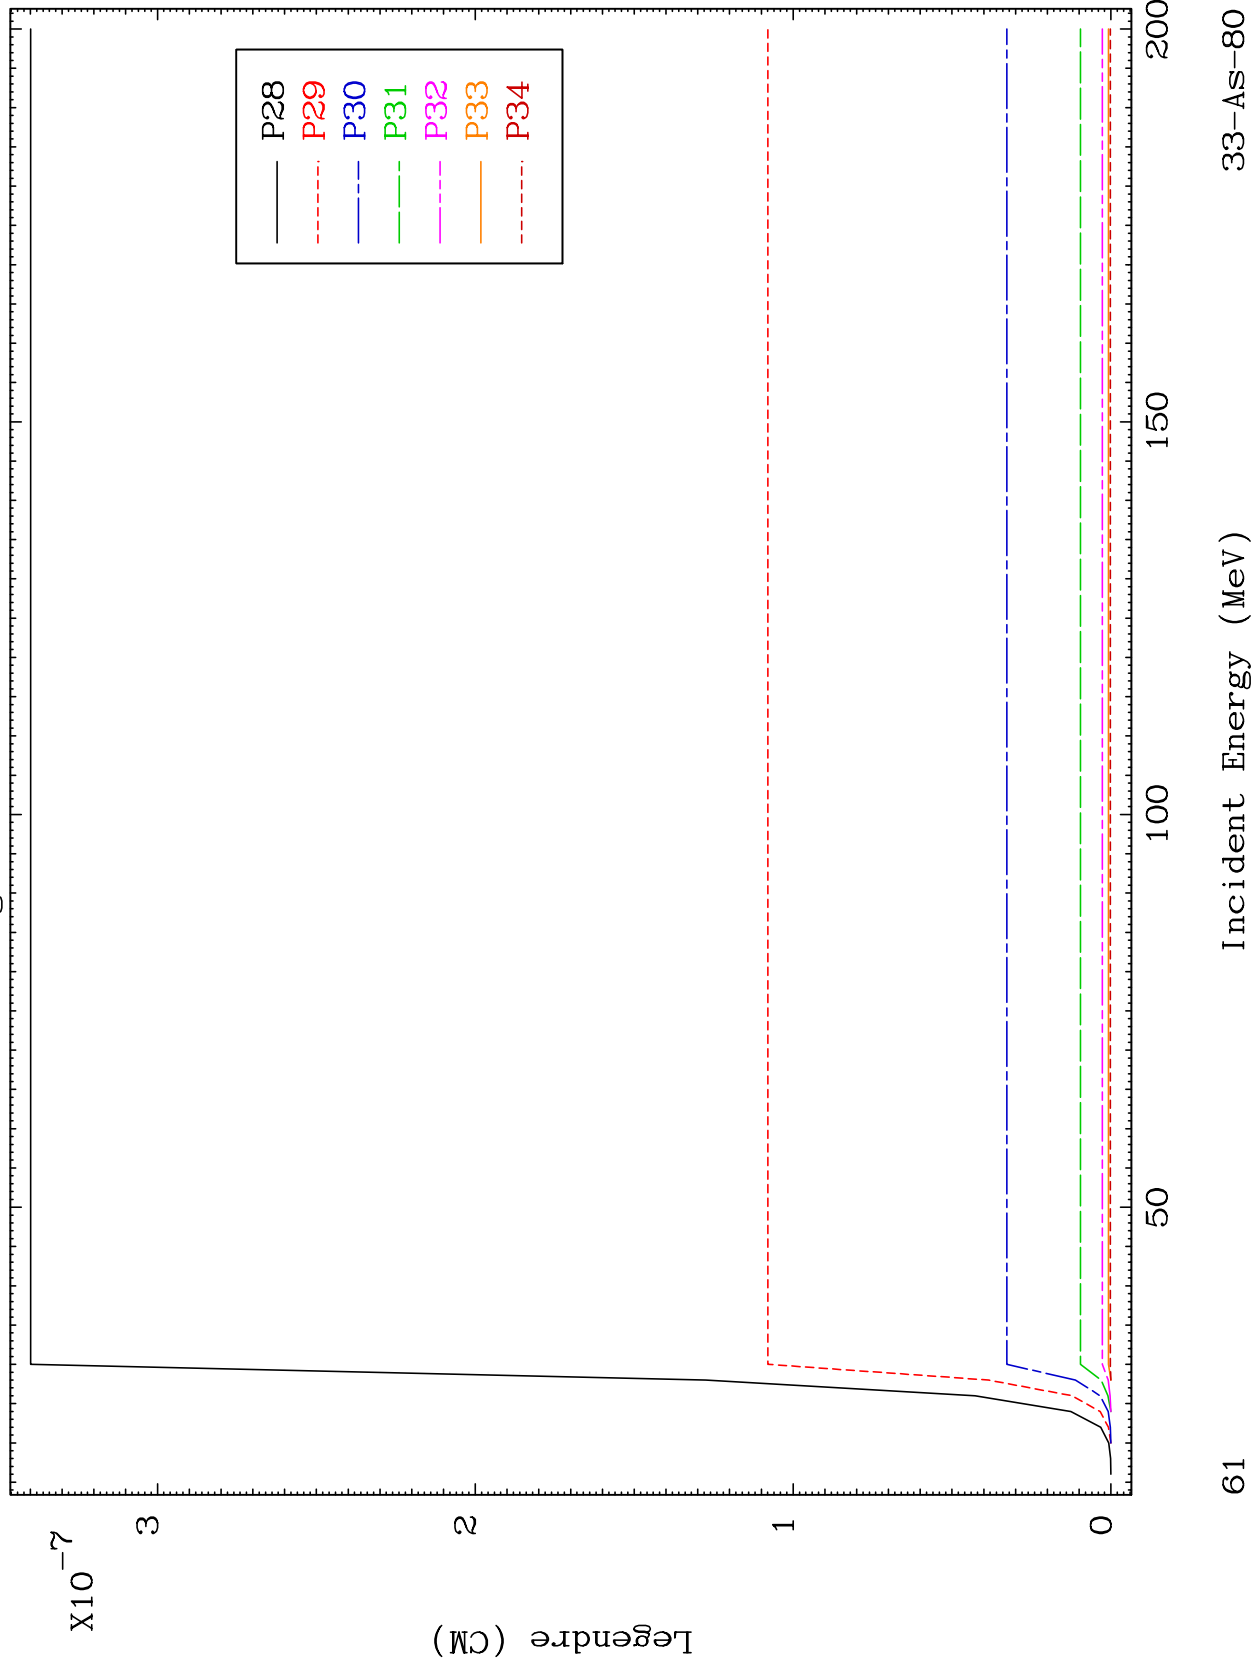 X10-7
3
2
1
0
Legendre (CM)
P28
P29
P30
P31
P32
P33
P34
50
100
150
200
Incident Energy (MeV)
61
33-As-80